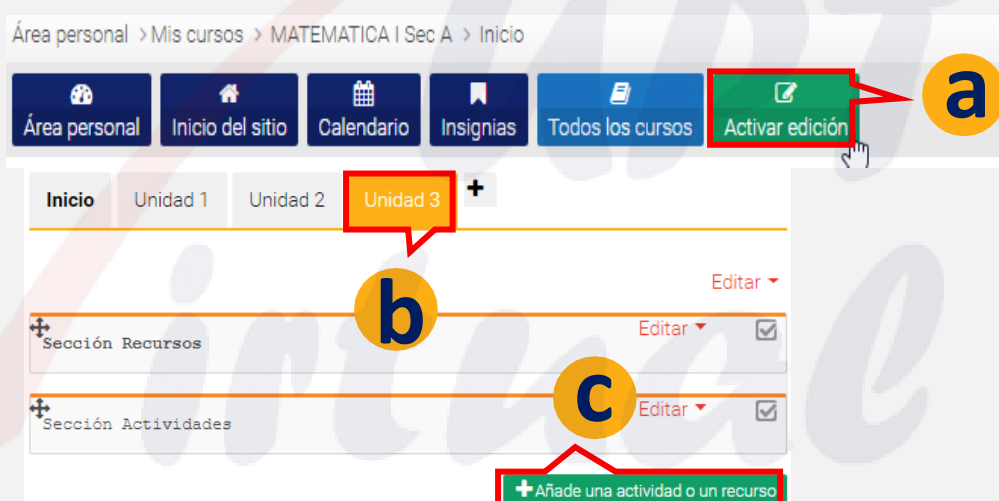 Área personal > Mis cursos > MATEMATICA I Sec A > Inicio
Área personal Inicio del sitio Calendario Insignias Todos los cursos Activar edición
a
Inicio Unidad 1 Unidad 2 Unidad 3 +
b
Editar
Sección Recursos Editar
c
Sección Actividades Editar
+ Añade una actividad o un recurso
UPT
Virtual